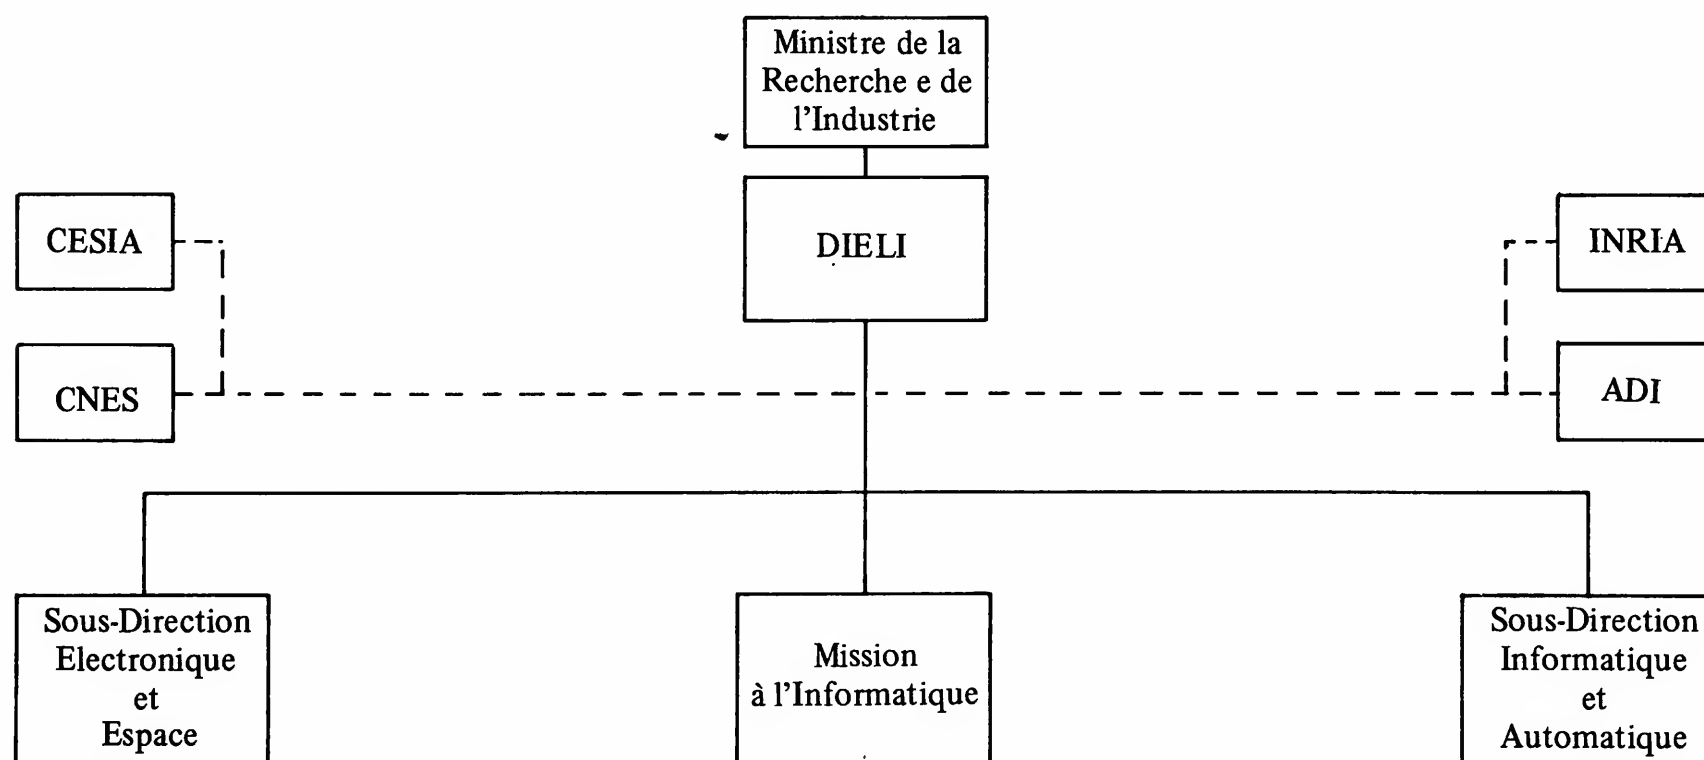 Ministre de la
Recherche e de
l'Industrie
CESIA
DIELI
INRIA
CNES
ADI
Sous-Direction
Electronique
et
Espace
Mission
à l'Informatique
Sous-Direction
Informatique
et
Automatique